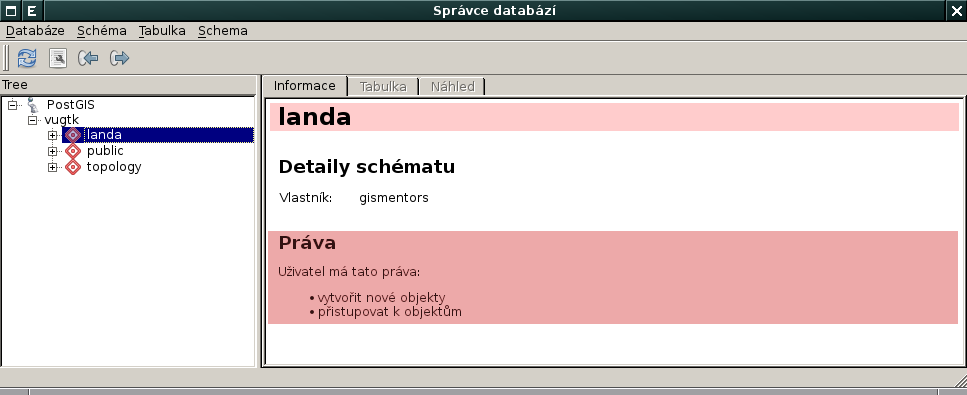 E Správce databází
Databáze Schéma Tabulka Schema
Tree
PostGIS
vugtk
landa
public
topology
Informace Tabulka Náhled
landa
Detaily schématu
Vlastník: gismentors
Práva
Uživatel má tato práva:
• vytvořit nové objekty
• přistupovat k objektům